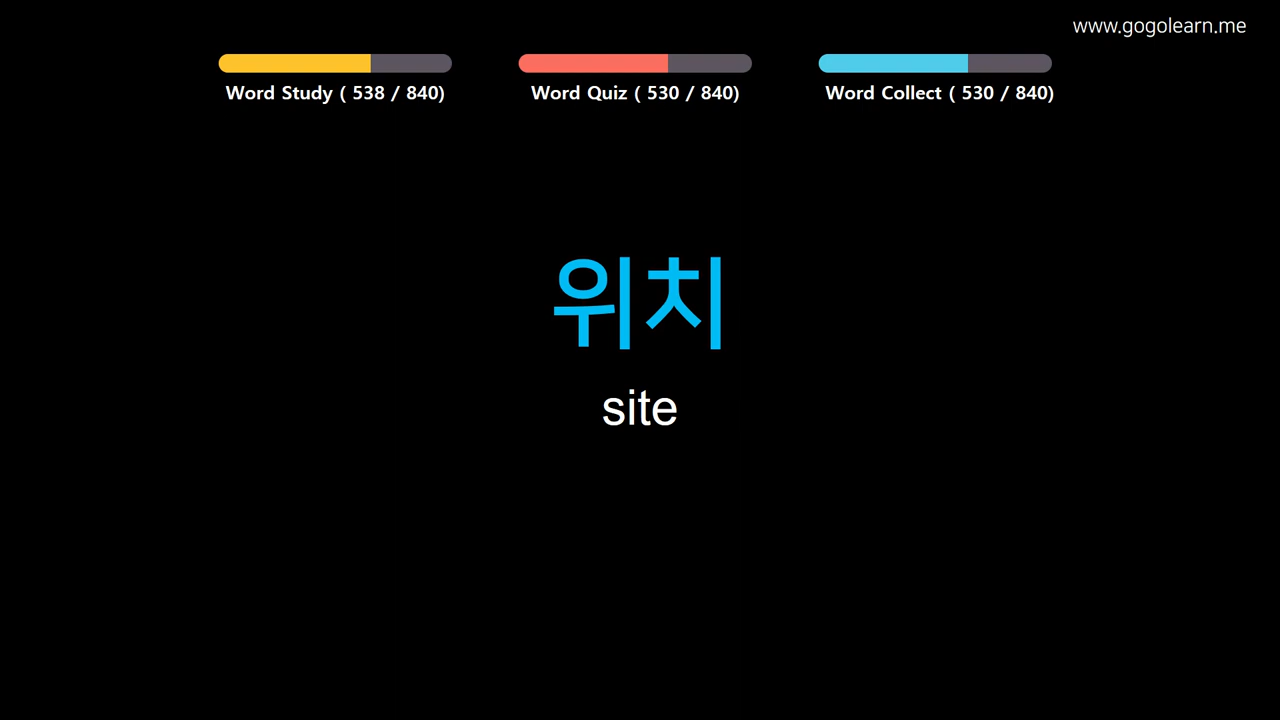 www.gogolearn.me
Word Study ( 538 / 840)
Word Quiz ( 530 / 840)
Word Collect ( 530 / 840)
위치
site